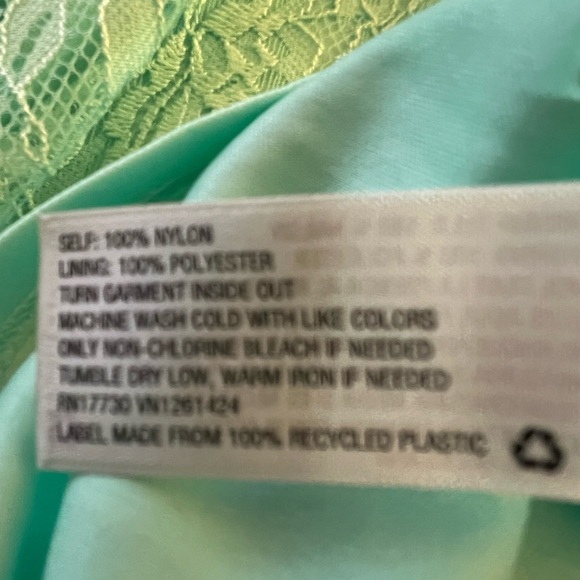 SELF: 100% NYLON
LINING: 100% POLYESTER
TURN GARMENT INSIDE OUT
MACHINE WASH COLD WITH LIKE COLORS
ONLY NON-CHLORINE BLEACH IF NEEDED
TUMBLE DRY LOW, WARM IRON IF NEEDED
RN17730 VN1261424
LABEL MADE FROM 100% RECYCLED PLASTIC